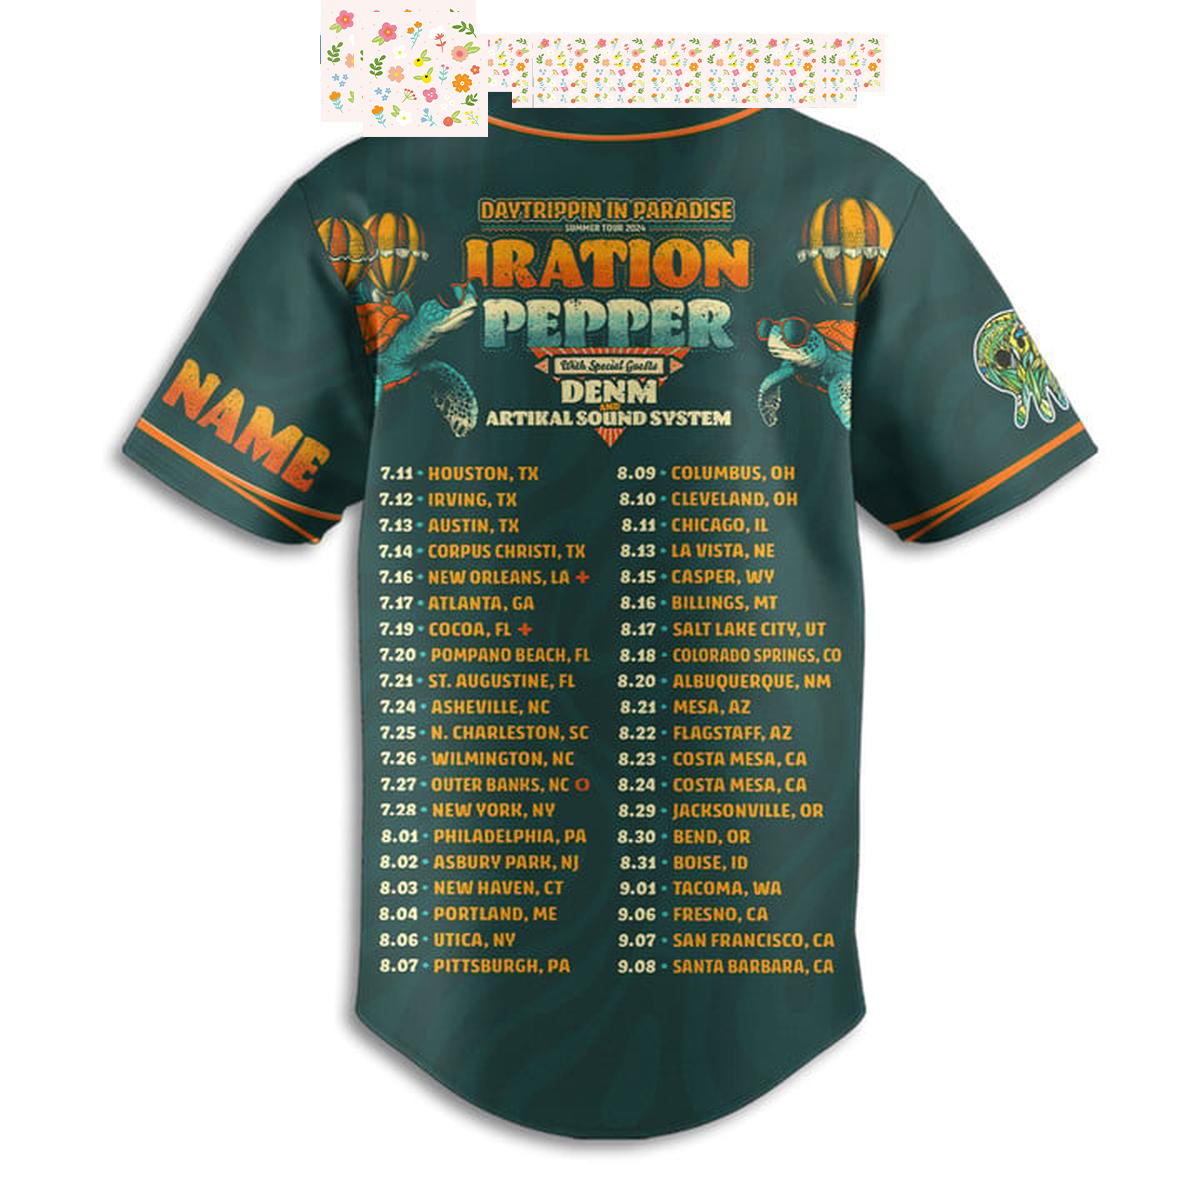 DAYTRIPPIN IN PARADISE
SUMMER TOUR 2024
IRATION
PEPPER
With Special Guests
DENM
AND
ARTIKAL SOUND SYSTEM
NAME
7.11 • HOUSTON, TX
7.12 • IRVING, TX
7.13 • AUSTIN, TX
7.14 • CORPUS CHRISTI, TX
7.16 • NEW ORLEANS, LA +
7.17 • ATLANTA, GA
7.19 • COCOA, FL +
7.20 • POMPANO BEACH, FL
7.21 • ST. AUGUSTINE, FL
7.24 • ASHEVILLE, NC
7.25 • N. CHARLESTON, SC
7.26 • WILMINGTON, NC
7.27 • OUTER BANKS, NC O
7.28 • NEW YORK, NY
8.01 • PHILADELPHIA, PA
8.02 • ASBURY PARK, NJ
8.03 • NEW HAVEN, CT
8.04 • PORTLAND, ME
8.06 • UTICA, NY
8.07 • PITTSBURGH, PA
8.09 • COLUMBUS, OH
8.10 • CLEVELAND, OH
8.11 • CHICAGO, IL
8.13 • LA VISTA, NE
8.15 • CASPER, WY
8.16 • BILLINGS, MT
8.17 • SALT LAKE CITY, UT
8.18 • COLORADO SPRINGS, CO
8.20 • ALBUQUERQUE, NM
8.21 • MESA, AZ
8.22 • FLAGSTAFF, AZ
8.23 • COSTA MESA, CA
8.24 • COSTA MESA, CA
8.29 • JACKSONVILLE, OR
8.30 • BEND, OR
8.31 • BOISE, ID
9.01 • TACOMA, WA
9.06 • FRESNO, CA
9.07 • SAN FRANCISCO, CA
9.08 • SANTA BARBARA, CA